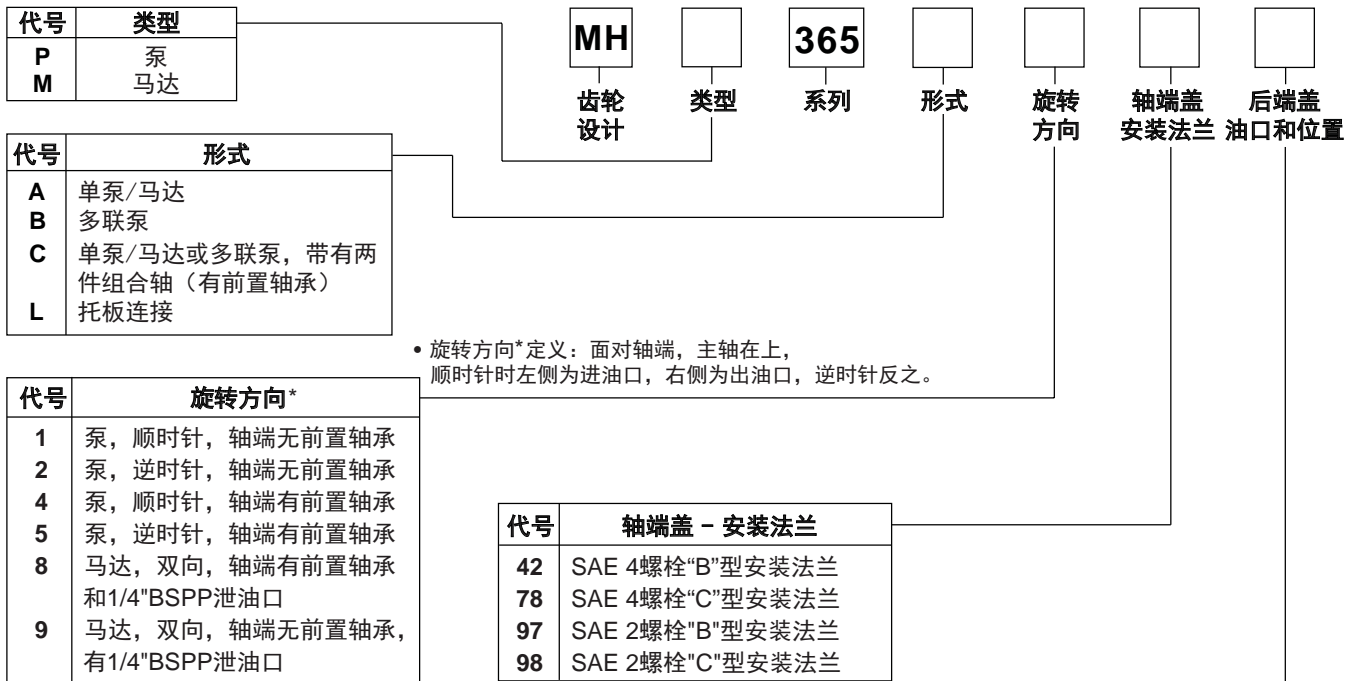 代号 类型
P 泵
M 马达
MH 365
齿轮 类型 系列 形式 旋转 轴端盖 后端盖
设计 方向 安装法兰 油口和位置
代号 形式
A 单泵/马达
B 多联泵
C 单泵/马达或多联泵，带有两
件组合轴（有前置轴承）
L 托板连接
• 旋转方向*定义：面对轴端，主轴在上，
顺时针时左侧为进油口，右侧为出油口，逆时针反之。
代号 旋转方向*
1 泵，顺时针，轴端无前置轴承
2 泵，逆时针，轴端无前置轴承
4 泵，顺时针，轴端有前置轴承
5 泵，逆时针，轴端有前置轴承
8 马达，双向，轴端有前置轴承
和1/4"BSPP泄油口
9 马达，双向，轴端无前置轴承，
有1/4"BSPP泄油口
代号 轴端盖 - 安装法兰
42 SAE 4螺栓“B”型安装法兰
78 SAE 4螺栓“C”型安装法兰
97 SAE 2螺栓"B"型安装法兰
98 SAE 2螺栓"C"型安装法兰